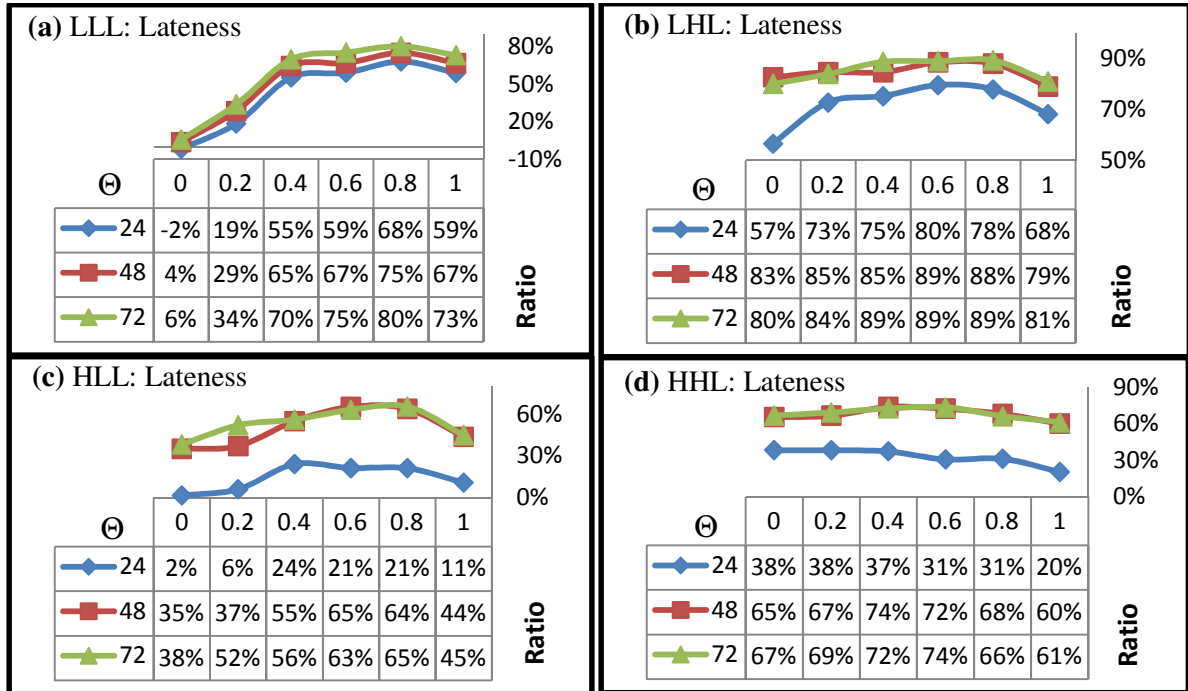 (a) LLL: Lateness
80%
50%
20%
-10%
Θ 0 0.2 0.4 0.6 0.8 1
24 -2% 19% 55% 59% 68% 59%
48 4% 29% 65% 67% 75% 67%
72 6% 34% 70% 75% 80% 73%
Ratio
(b) LHL: Lateness
90%
70%
50%
Θ 0 0.2 0.4 0.6 0.8 1
24 57% 73% 75% 80% 78% 68%
48 83% 85% 85% 89% 88% 79%
72 80% 84% 89% 89% 89% 81%
Ratio
(c) HLL: Lateness
60%
30%
0%
Θ 0 0.2 0.4 0.6 0.8 1
24 2% 6% 24% 21% 21% 11%
48 35% 37% 55% 65% 64% 44%
72 38% 52% 56% 63% 65% 45%
Ratio
(d) HHL: Lateness
90%
60%
30%
0%
Θ 0 0.2 0.4 0.6 0.8 1
24 38% 38% 37% 31% 31% 20%
48 65% 67% 74% 72% 68% 60%
72 67% 69% 72% 74% 66% 61%
Ratio